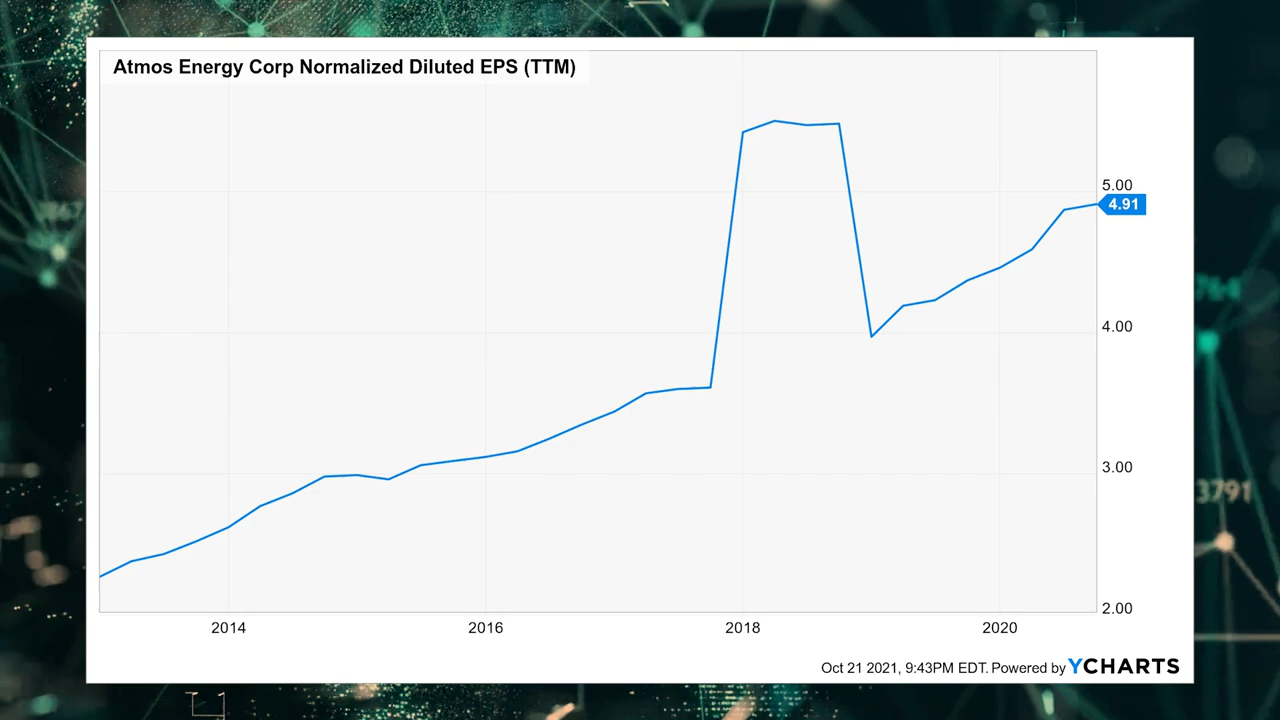 Atmos Energy Corp Normalized Diluted EPS (TTM)
5.00
4.91
4.00
3.00
2.00
2014 2016 2018 2020
Oct 21 2021, 9:43PM EDT. Powered by YCHARTS
3791